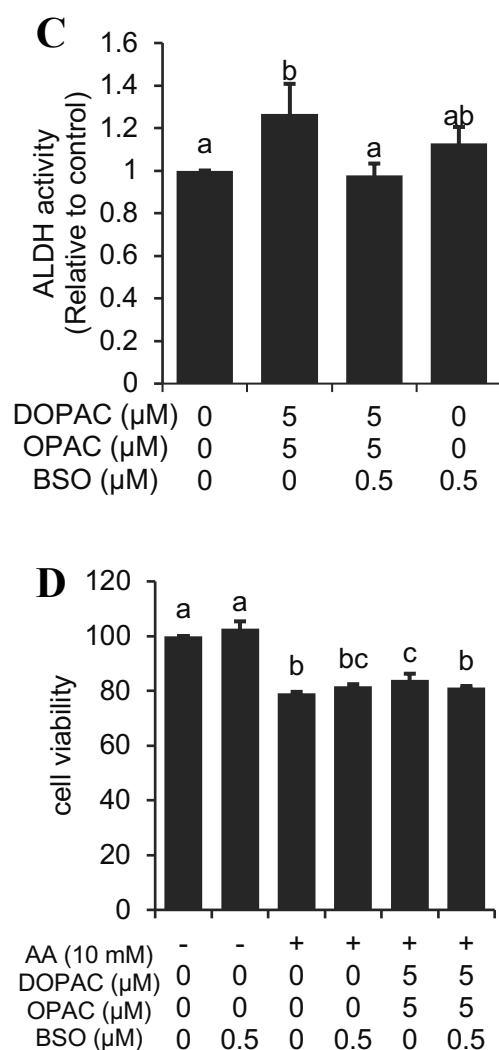 C
1.6
1.4
1.2
1
0.8
0.6
0.4
0.2
0
ALDH activity
(Relative to control)
a
b
a
ab
DOPAC (µM) 0 5 5 0
OPAC (µM) 0 5 5 0
BSO (µM) 0 0 0.5 0.5
D
120
100
80
60
40
20
0
cell viability
a
a
b
bc
c
b
AA (10 mM) - - + + + +
DOPAC (µM) 0 0 0 0 5 5
OPAC (µM) 0 0 0 0 5 5
BSO (µM) 0 0.5 0 0.5 0 0.5